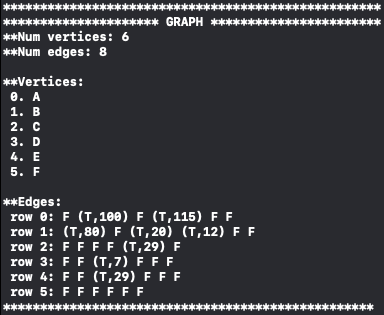 ****************************************************
********************* GRAPH ***********************
**Num vertices: 6
**Num edges: 8
**Vertices:
0. A
1. B
2. C
3. D
4. E
5. F
**Edges:
row 0: F (T,100) F (T,115) F F
row 1: (T,80) F (T,20) (T,12) F F
row 2: F F F F (T,29) F
row 3: F F (T,7) F F F
row 4: F F (T,29) F F F
row 5: F F F F F F
***************************************************